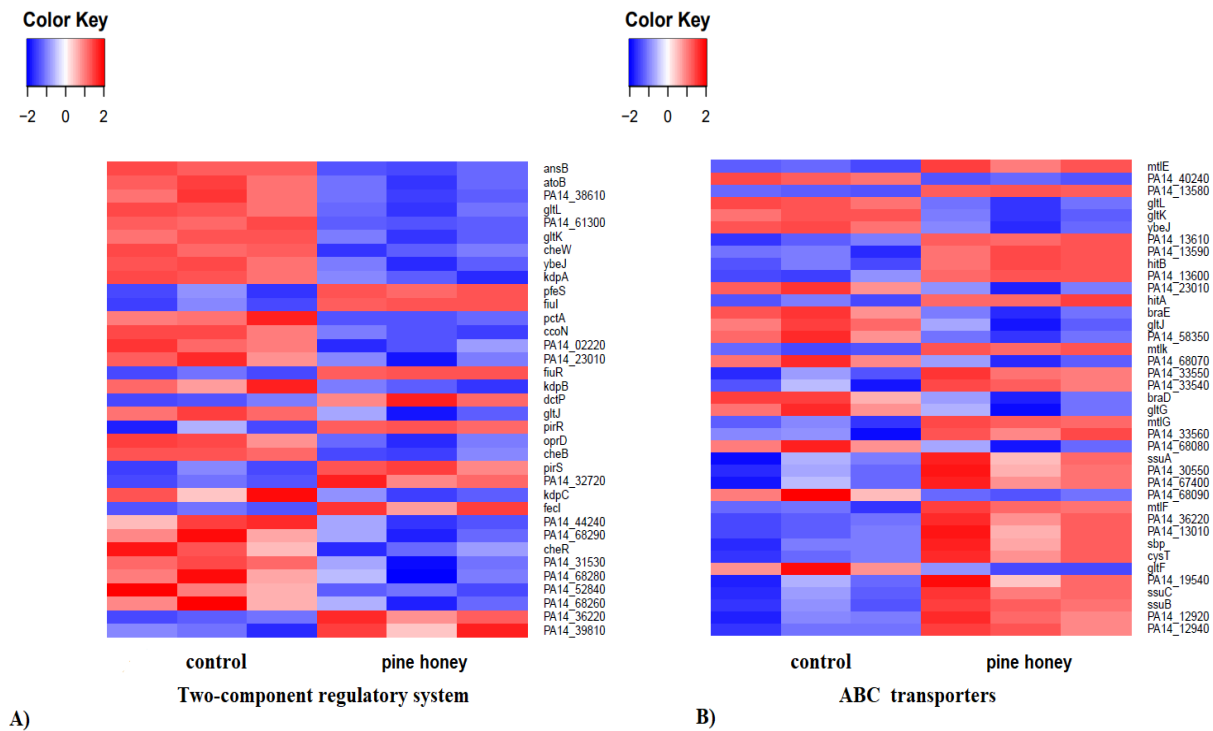 Color Key
−2 0 2
ansB
atoB
PA14_38610
gltL
PA14_61300
gltK
cheW
ybeJ
kdpA
pfeS
fiuI
pctA
ccoN
PA14_02220
PA14_23010
fiuR
kdpB
dctP
gltJ
pirR
oprD
cheB
pirS
PA14_32720
kdpC
fecI
PA14_44240
PA14_68290
cheR
PA14_31530
PA14_68280
PA14_52840
PA14_68260
PA14_36220
PA14_39810
control pine honey
Two-component regulatory system
A)
Color Key
−2 0 2
mtlE
PA14_40240
PA14_13580
gltL
gltK
ybeJ
PA14_13610
PA14_13590
hitB
PA14_13600
PA14_23010
hitA
braE
gltJ
PA14_58350
mtlk
PA14_68070
PA14_33550
PA14_33540
braD
gltG
mtlG
PA14_33560
PA14_68080
ssuA
PA14_30550
PA14_67400
PA14_68090
mtlF
PA14_36220
PA14_13010
sbp
cysT
gltF
PA14_19540
ssuC
ssuB
PA14_12920
PA14_12940
control pine honey
ABC transporters
B)